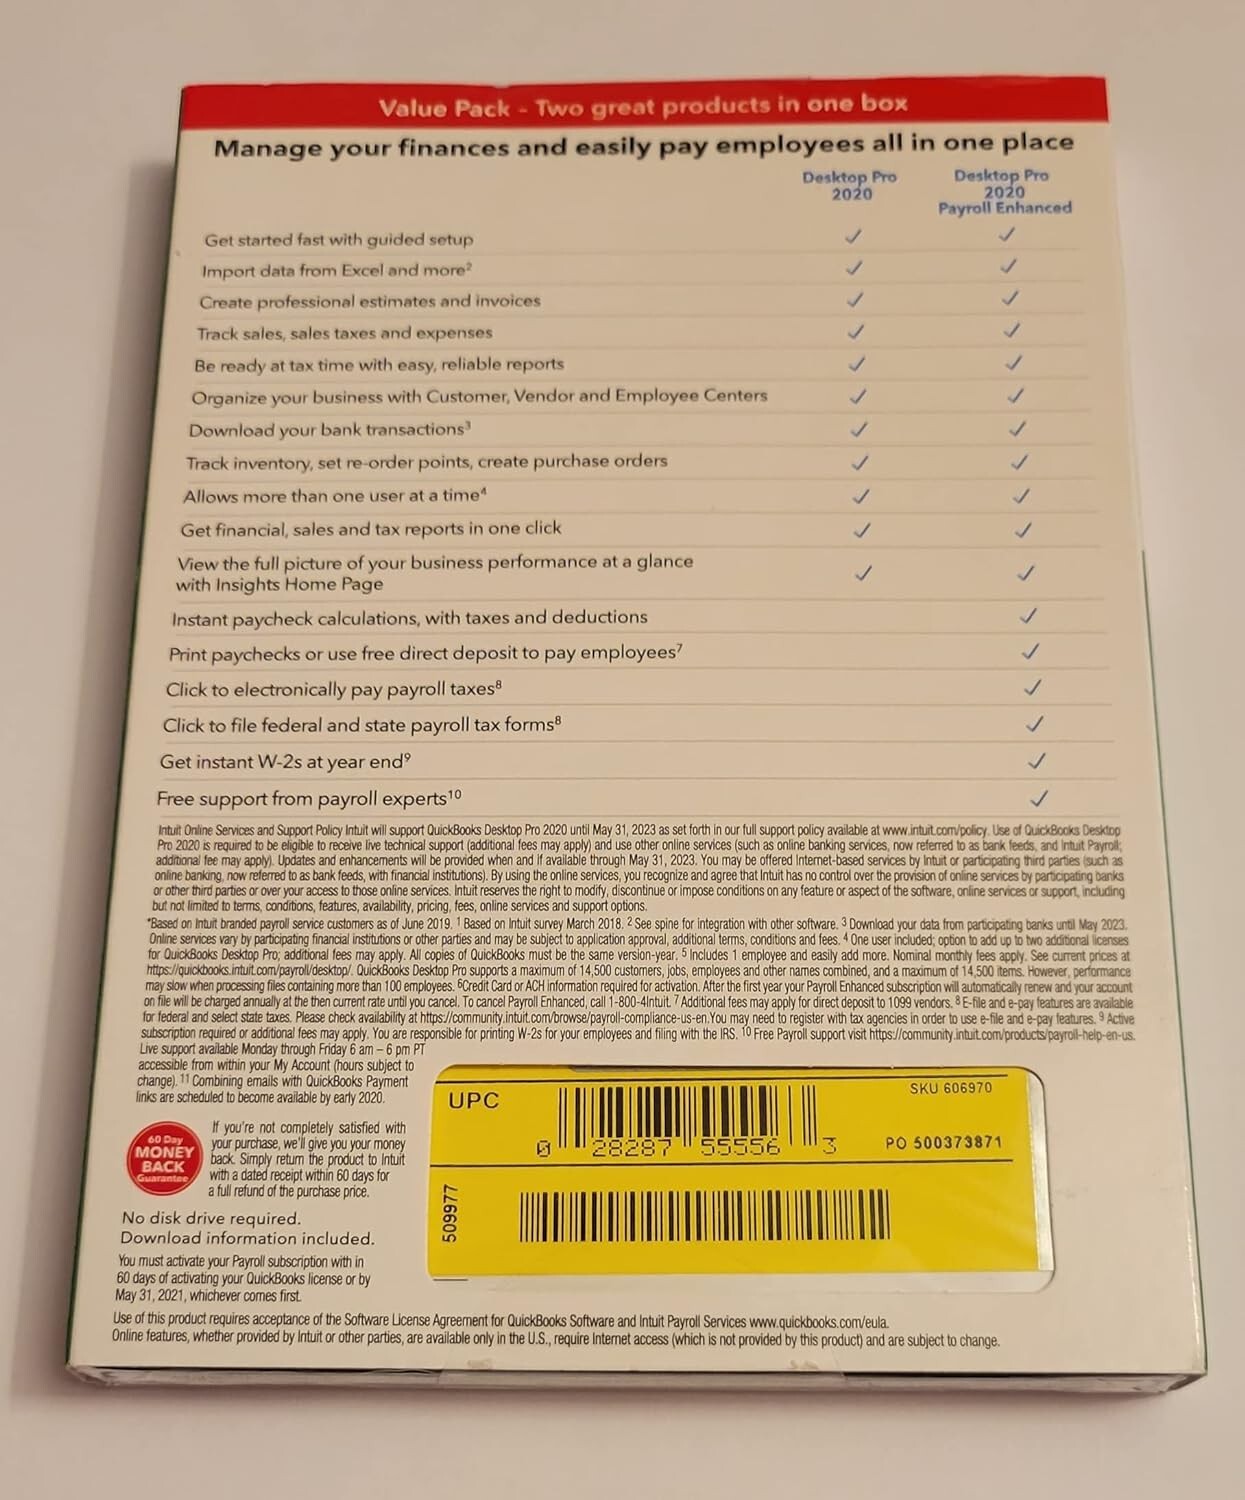 Value Pack - Two great products in one box
Manage your finances and easily pay employees all in one place
Desktop Pro
2020
Desktop Pro
2020
Payroll Enhanced
Get started fast with guided setup ✓ ✓
Import data from Excel and more² ✓ ✓
Create professional estimates and invoices ✓ ✓
Track sales, sales taxes and expenses ✓ ✓
Be ready at tax time with easy, reliable reports ✓ ✓
Organize your business with Customer, Vendor and Employee Centers ✓ ✓
Download your bank transactions³ ✓ ✓
Track inventory, set re-order points, create purchase orders ✓ ✓
Allows more than one user at a time⁴ ✓ ✓
Get financial, sales and tax reports in one click ✓ ✓
View the full picture of your business performance at a glance
with Insights Home Page ✓ ✓
Instant paycheck calculations, with taxes and deductions ✓
Print paychecks or use free direct deposit to pay employees⁷ ✓
Click to electronically pay payroll taxes⁸ ✓
Click to file federal and state payroll tax forms⁸ ✓
Get instant W-2s at year end⁹ ✓
Free support from payroll experts¹⁰ ✓
Intuit Online Services and Support Policy Intuit will support QuickBooks Desktop Pro 2020 until May 31, 2023 as set forth in our full support policy available at www.intuit.com/policy. Use of QuickBooks Desktop
Pro 2020 is required to be eligible to receive live technical support (additional fees may apply) and use other online services (such as online banking services, now referred to as bank feeds, and Intuit Payroll;
additional fee may apply). Updates and enhancements will be provided when and if available through May 31, 2023. You may be offered Internet-based services by Intuit or participating third parties (such as
online banking, now referred to as bank feeds, with financial institutions). By using the online services, you recognize and agree that Intuit has no control over the provision of online services by participating banks
or other third parties or over your access to those online services. Intuit reserves the right to modify, discontinue or impose conditions on any feature or aspect of the software, online services or support, including
but not limited to terms, conditions, features, availability, pricing, fees, online services and support options.
*Based on Intuit branded payroll service customers as of June 2019. ¹ Based on Intuit survey March 2018. ² See spine for integration with other software. ³ Download your data from participating banks until May 2023.
Online services vary by participating financial institutions or other parties and may be subject to application approval, additional terms, conditions and fees. ⁴ One user included; option to add up to two additional licenses
for QuickBooks Desktop Pro; additional fees may apply. All copies of QuickBooks must be the same version-year. ⁵ Includes 1 employee and easily add more. Nominal monthly fees apply. See current prices at
https://quickbooks.intuit.com/payroll/desktop/. QuickBooks Desktop Pro supports a maximum of 14,500 customers, jobs, employees and other names combined, and a maximum of 14,500 items. However, performance
may slow when processing files containing more than 100 employees. ⁶Credit Card or ACH information required for activation. After the first year your Payroll Enhanced subscription will automatically renew and your account
on file will be charged annually at the then current rate until you cancel. To cancel Payroll Enhanced, call 1-800-4Intuit. ⁷ Additional fees may apply for direct deposit to 1099 vendors. ⁸ E-file and e-pay features are available
for federal and select state taxes. Please check availability at https://community.intuit.com/browse/payroll-compliance-us-en.You may need to register with tax agencies in order to use e-file and e-pay features. ⁹ Active
subscription required or additional fees may apply. You are responsible for printing W-2s for your employees and filing with the IRS. ¹⁰ Free Payroll support visit https://community.intuit.com/products/payroll-help-en-us.
Live support available Monday through Friday 6 am – 6 pm PT
accessible from within your My Account (hours subject to
change). ¹¹ Combining emails with QuickBooks Payment
links are scheduled to become available by early 2020.
60 Day
MONEY
BACK
Guarantee
If you're not completely satisfied with
your purchase, we'll give you your money
back. Simply return the product to Intuit
with a dated receipt within 60 days for
a full refund of the purchase price.
No disk drive required.
Download information included.
You must activate your Payroll subscription with in
60 days of activating your QuickBooks license or by
May 31, 2021, whichever comes first.
UPC
0 28287 55556 3
SKU 606970
PO 500373871
509977
Use of this product requires acceptance of the Software License Agreement for QuickBooks Software and Intuit Payroll Services www.quickbooks.com/eula.
Online features, whether provided by Intuit or other parties, are available only in the U.S., require Internet access (which is not provided by this product) and are subject to change.